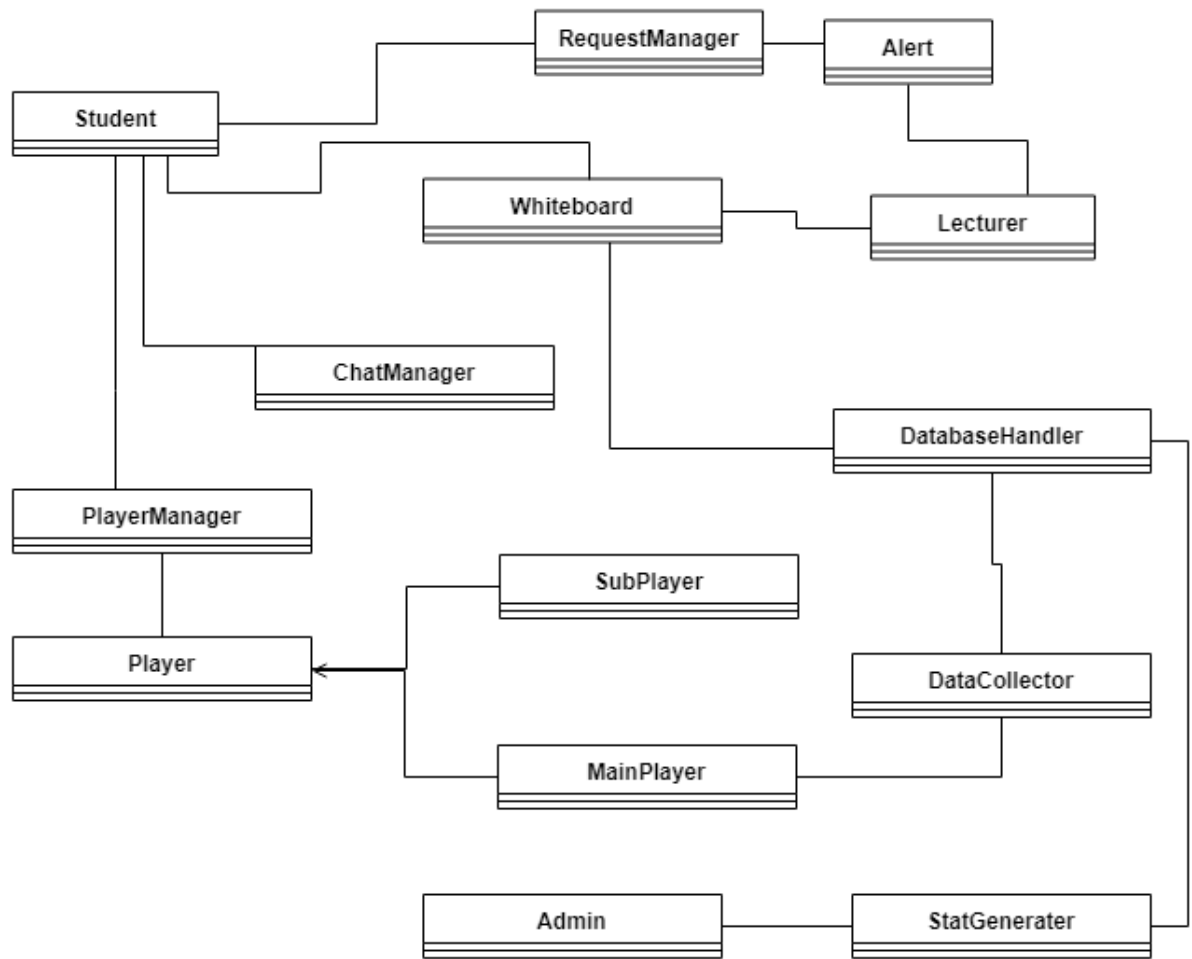 RequestManager
Alert
Student
Whiteboard
Lecturer
ChatManager
DatabaseHandler
PlayerManager
SubPlayer
Player
DataCollector
MainPlayer
Admin
StatGenerater